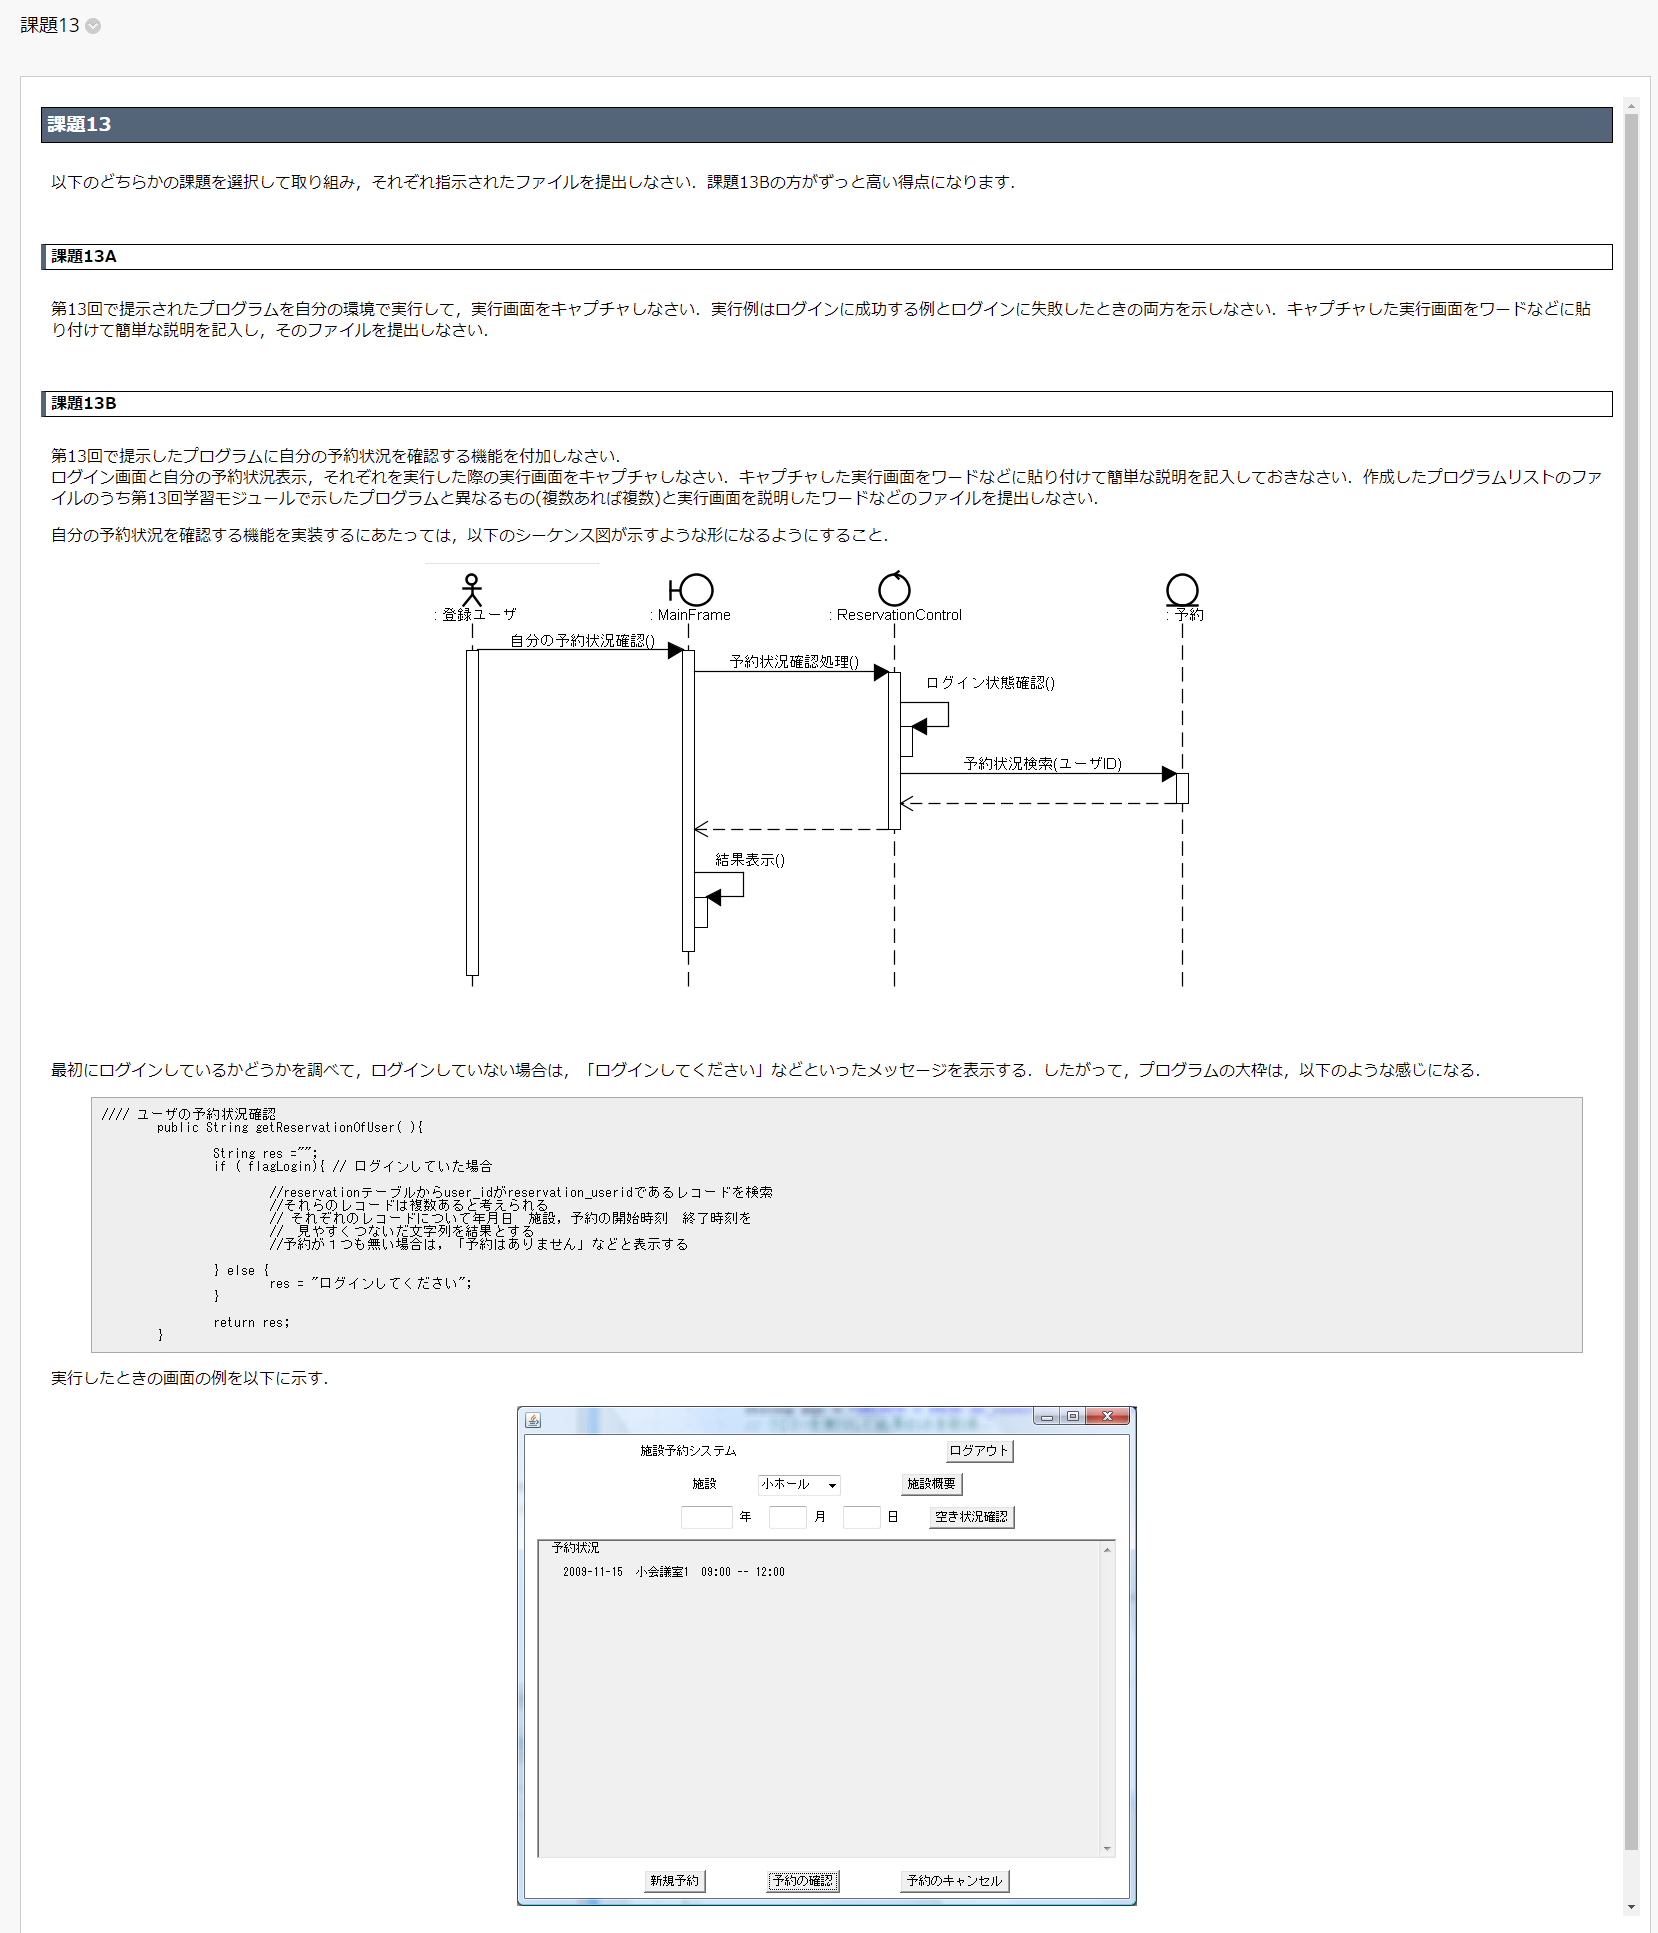 課題13
課題13
以下のどちらかの課題を選択して取り組み，それぞれ指示されたファイルを提出しなさい．課題13Bの方がずっと高い得点になります．
課題13A
第13回で提示されたプログラムを自分の環境で実行して，実行画面をキャプチャしなさい．実行例はログインに成功する例とログインに失敗したときの両方を示しなさい．キャプチャした実行画面をワードなどに貼
り付けて簡単な説明を記入し，そのファイルを提出しなさい．
課題13B
第13回で提示したプログラムに自分の予約状況を確認する機能を付加しなさい．
ログイン画面と自分の予約状況表示，それぞれを実行した際の実行画面をキャプチャしなさい．キャプチャした実行画面をワードなどに貼り付けて簡単な説明を記入しておきなさい．作成したプログラムリストのファ
イルのうち第13回学習モジュールで示したプログラムと異なるもの(複数あれば複数)と実行画面を説明したワードなどのファイルを提出しなさい．
自分の予約状況を確認する機能を実装するにあたっては，以下のシーケンス図が示すような形になるようにすること．
: 登録ユーザ
: MainFrame
: ReservationControl
: 予約
自分の予約状況確認()
予約状況確認処理()
ログイン状態確認()
予約状況検索(ユーザID)
結果表示()
最初にログインしているかどうかを調べて，ログインしていない場合は，「ログインしてください」などといったメッセージを表示する．したがって，プログラムの大枠は，以下のような感じになる．
//// ユーザの予約状況確認
public String getReservationOfUser( ){
String res ="";
if ( flagLogin){ // ログインしていた場合
//reservationテーブルからuser_idがreservation_useridであるレコードを検索
//それらのレコードは複数あると考えられる
// それぞれのレコードについて年月日　施設，予約の開始時刻　終了時刻を
//　見やすくつないだ文字列を結果とする
//予約が１つも無い場合は，「予約はありません」などと表示する
} else {
res = "ログインしてください";
}
return res;
}
実行したときの画面の例を以下に示す．
施設予約システム ログアウト
施設 小ホール 施設概要
年 月 日 空き状況確認
予約状況
2009-11-15 小会議室1 09:00 -- 12:00
新規予約 予約の確認 予約のキャンセル